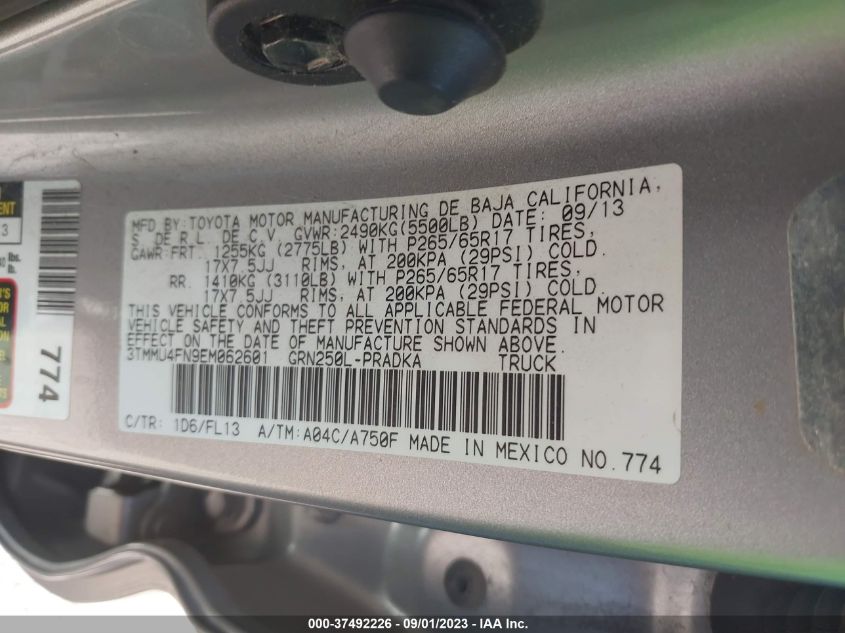 MFD.BY:TOYOTA MOTOR MANUFACTURING DE BAJA CALIFORNIA,
S. DE R.L. DE C.V. GVWR:2490KG(5500LB) DATE: 09/13
GAWR:FRT. 1255KG (2775LB) WITH P265/65R17 TIRES,
17X7.5JJ RIMS, AT 200KPA (29PSI) COLD.
RR. 1410KG (3110LB) WITH P265/65R17 TIRES,
17X7.5JJ RIMS, AT 200KPA (29PSI) COLD.
THIS VEHICLE CONFORMS TO ALL APPLICABLE FEDERAL MOTOR
VEHICLE SAFETY AND THEFT PREVENTION STANDARDS IN
EFFECT ON THE DATE OF MANUFACTURE SHOWN ABOVE.
3TMMU4FN9EM062601 GRN250L-PRADKA TRUCK
C/TR: 1D6/FL13 A/TM:A04C/A750F MADE IN MEXICO NO.774
774
lbs.
000-37492226 - 09/01/2023 - IAA Inc.